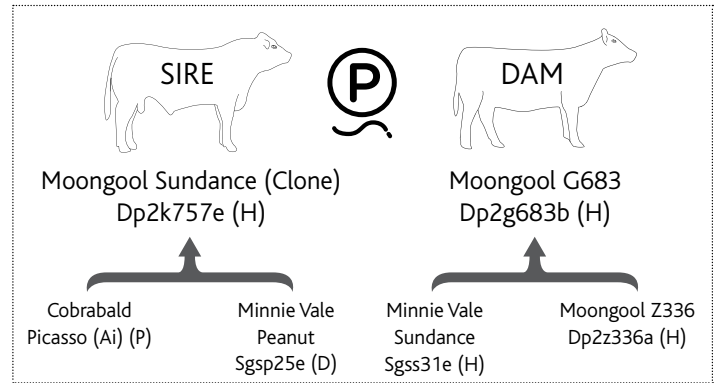 SIRE
P
DAM
Moongool Sundance (Clone)
Dp2k757e (H)
Moongool G683
Dp2g683b (H)
Cobrabald
Picasso (Ai) (P)
Minnie Vale
Peanut
Sgsp25e (D)
Minnie Vale
Sundance
Sgss31e (H)
Moongool Z336
Dp2z336a (H)